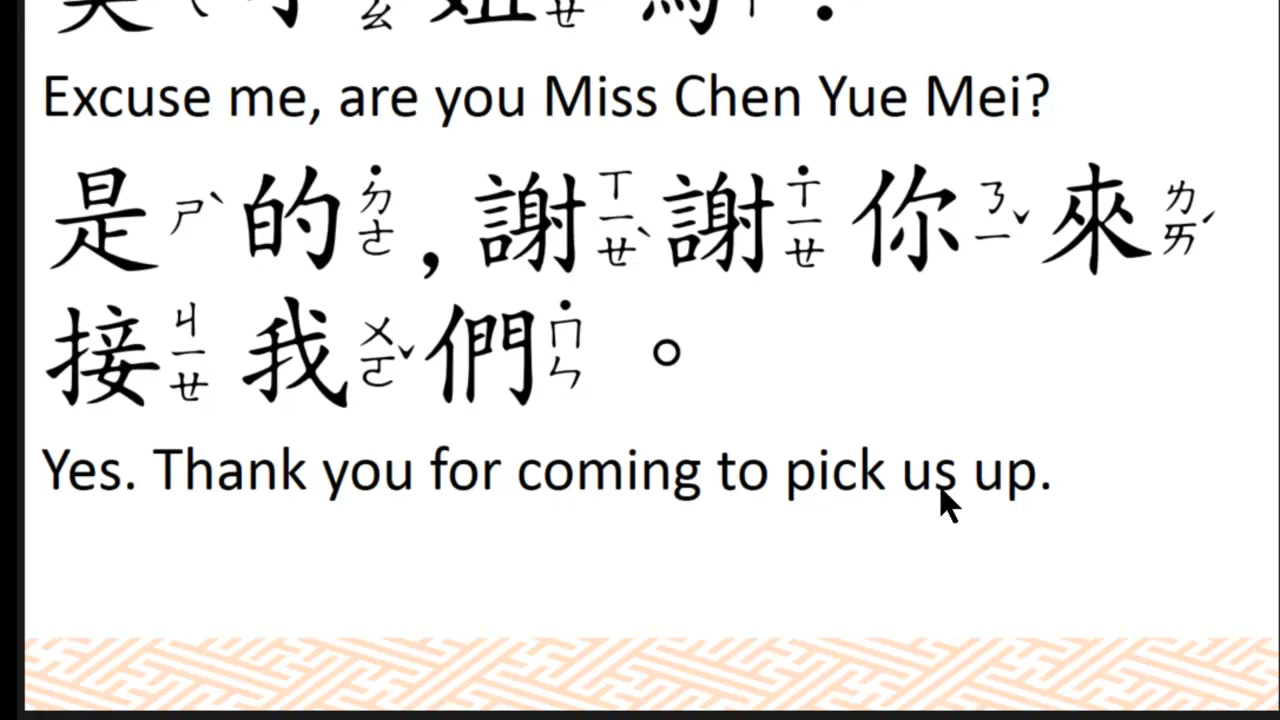 Excuse me, are you Miss Chen Yue Mei?
是ㄕˋ的˙ㄉㄜ,謝ㄒㄧㄝˋ謝˙ㄒㄧㄝ你ㄋㄧˇ來ㄌㄞˊ
接ㄐㄧㄝ我ㄨㄛˇ們˙ㄇㄣ。
Yes. Thank you for coming to pick us up.